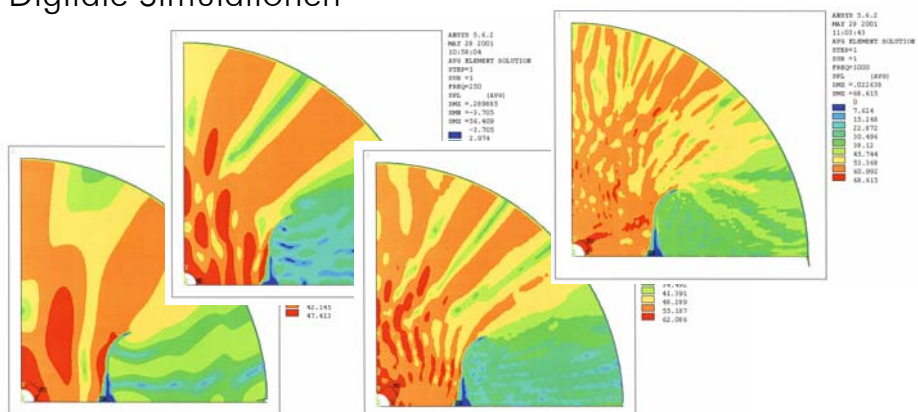 Digitale Simulationen
ANSYS 5.6.2
MAY 28 2001
10:58:04
AVG ELEMENT SOLUTION
STEP=1
SUB =1
FREQ=250
SPL (AVG)
DMX =.289885
SMN =-3.705
SMX =56.409
-3.705
2.974
ANSYS 5.6.2
MAY 28 2001
11:03:43
AVG ELEMENT SOLUTION
STEP=1
SUB =1
FREQ=1000
SPL (AVG)
DMX =.022638
SMX =68.615
0
7.624
15.248
22.872
30.496
38.12
45.744
53.368
60.992
68.615
42.145
47.413
41.391
48.289
55.187
62.086